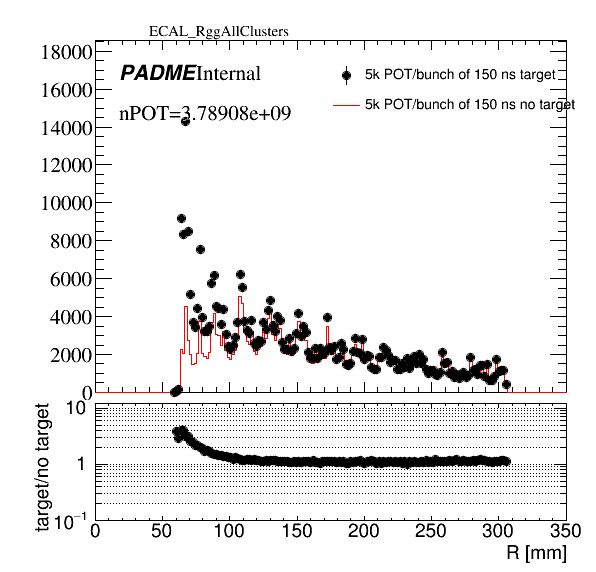 ECAL_RggAllClusters
18000
PADME Internal
5k POT/bunch of 150 ns target
16000
5k POT/bunch of 150 ns no target
nPOT=3.78908e+09
14000
12000
10000
8000
6000
4000
2000
0
target/no target
10
1
10−1
0 50 100 150 200 250 300 350
R [mm]